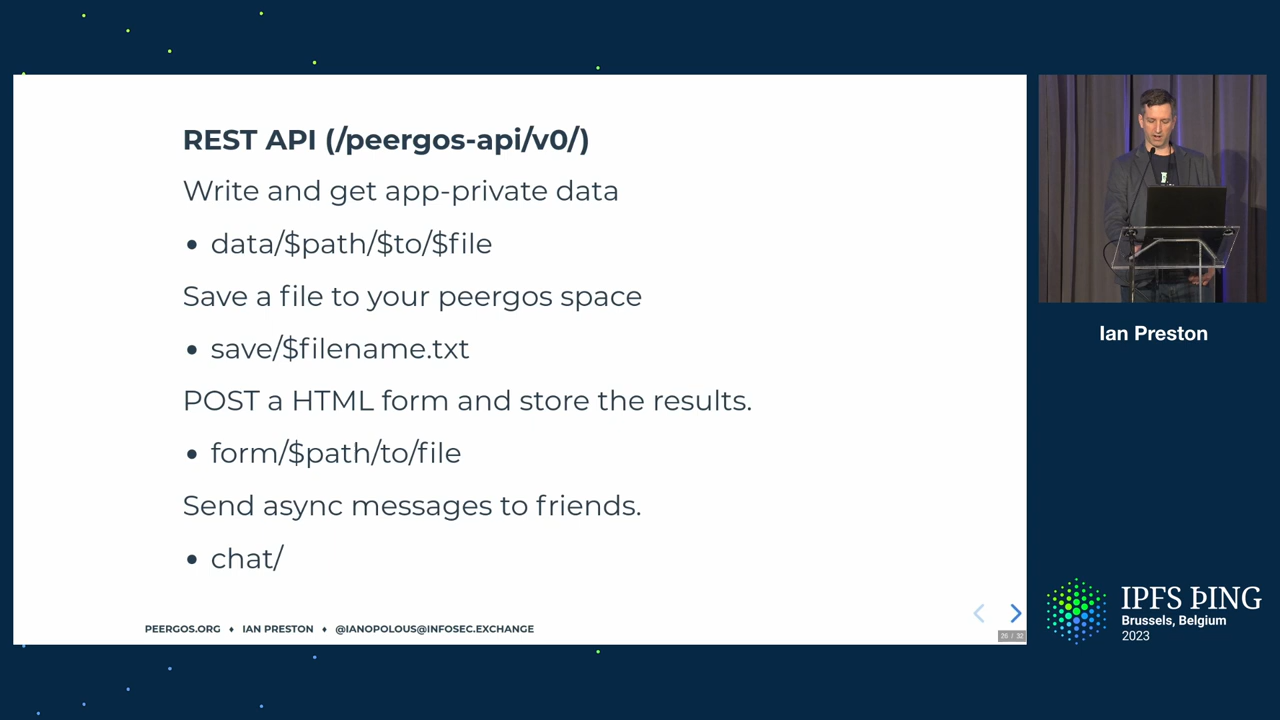 REST API (/peergos-api/v0/)
Write and get app-private data
• data/$path/$to/$file
Save a file to your peergos space
• save/$filename.txt
POST a HTML form and store the results.
• form/$path/to/file
Send async messages to friends.
• chat/
PEERGOS.ORG ♦ IAN PRESTON ♦ @IANOPOLOUS@INFOSEC.EXCHANGE
26 / 32
Ian Preston
IPFS ÞING
Brussels, Belgium
2023